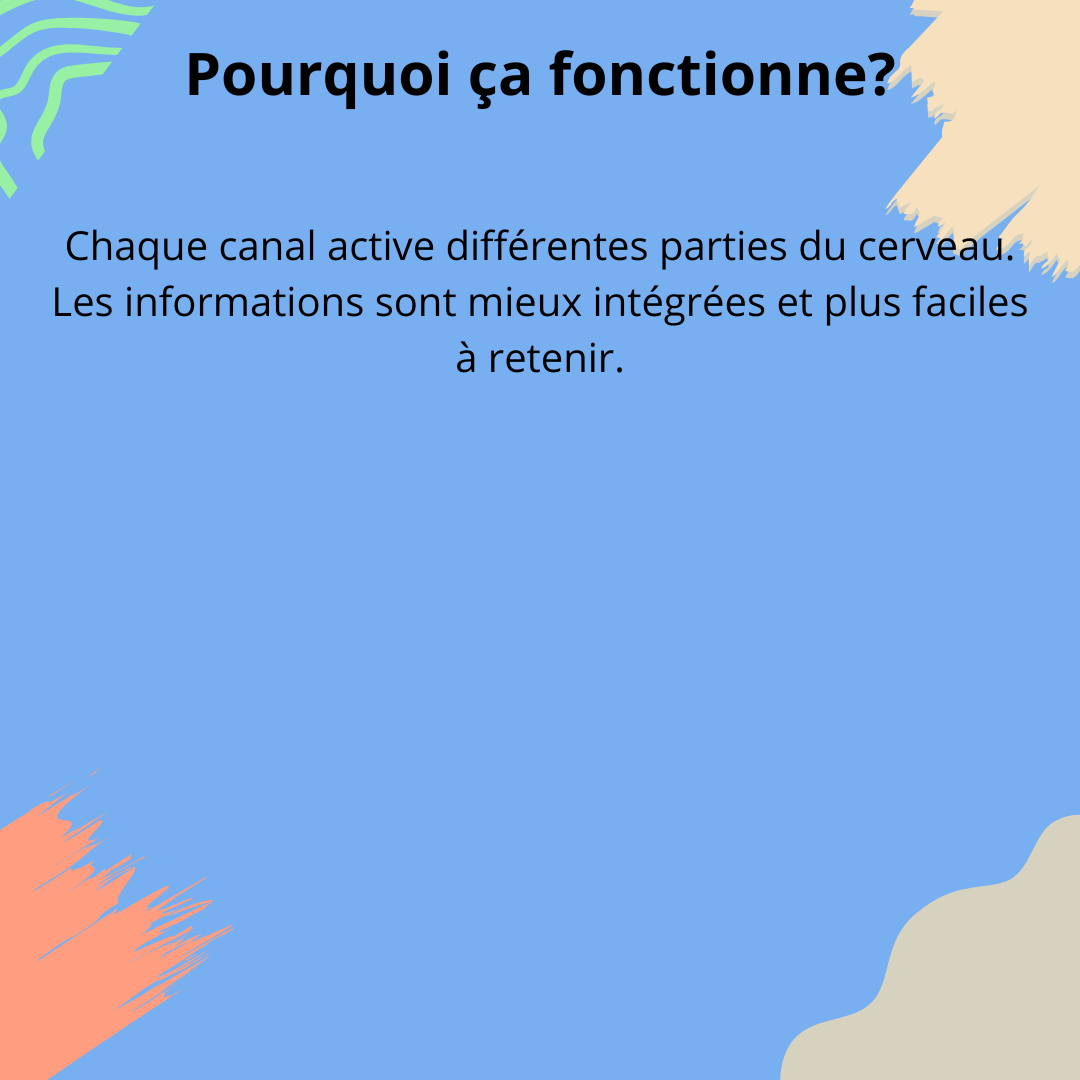 Pourquoi ça fonctionne?
Chaque canal active différentes parties du cerveau.
Les informations sont mieux intégrées et plus faciles
à retenir.